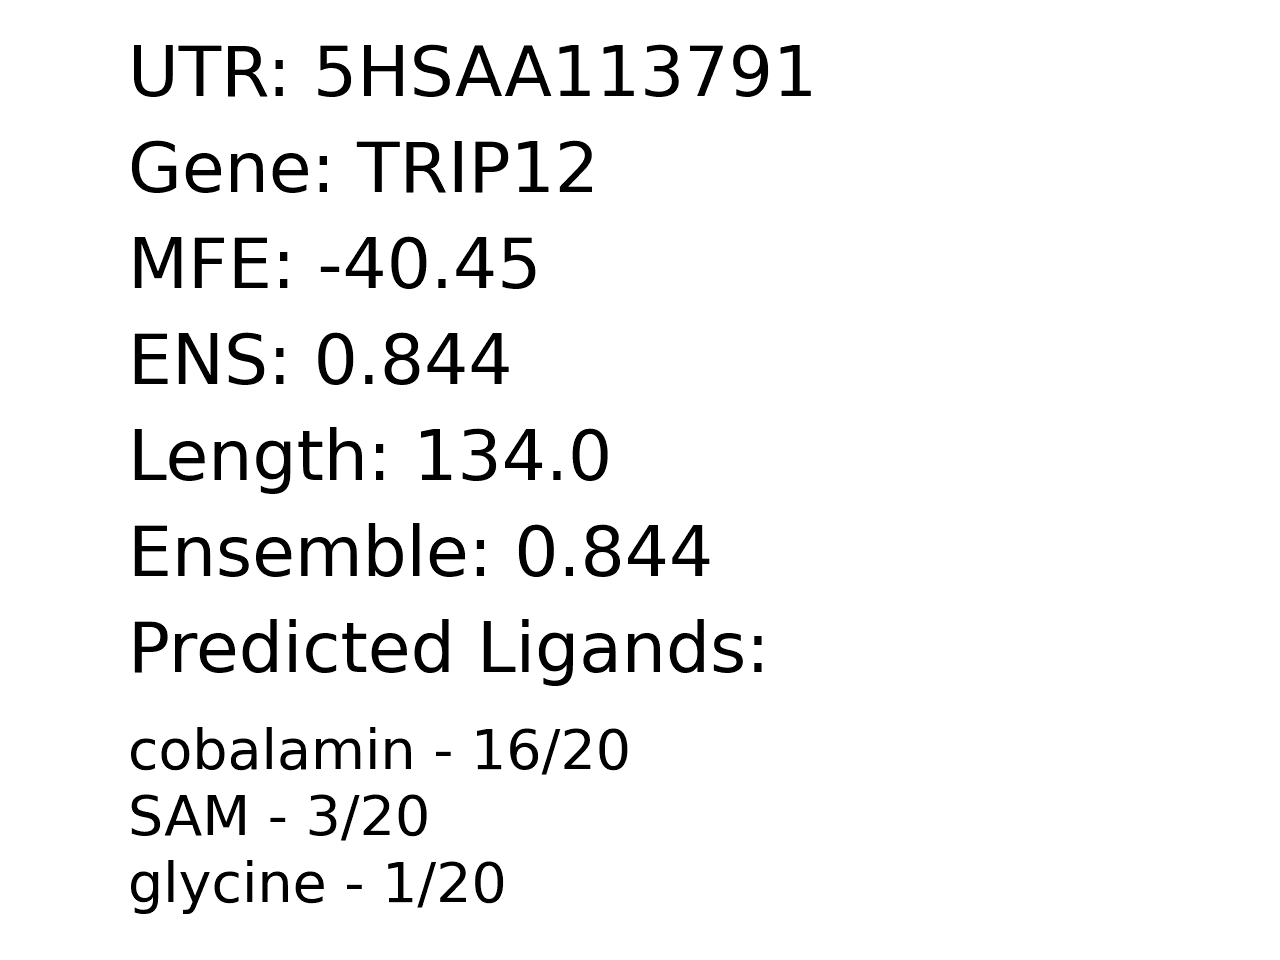 UTR: 5HSAA113791
Gene: TRIP12
MFE: -40.45
ENS: 0.844
Length: 134.0
Ensemble: 0.844
Predicted Ligands:
cobalamin - 16/20
SAM - 3/20
glycine - 1/20